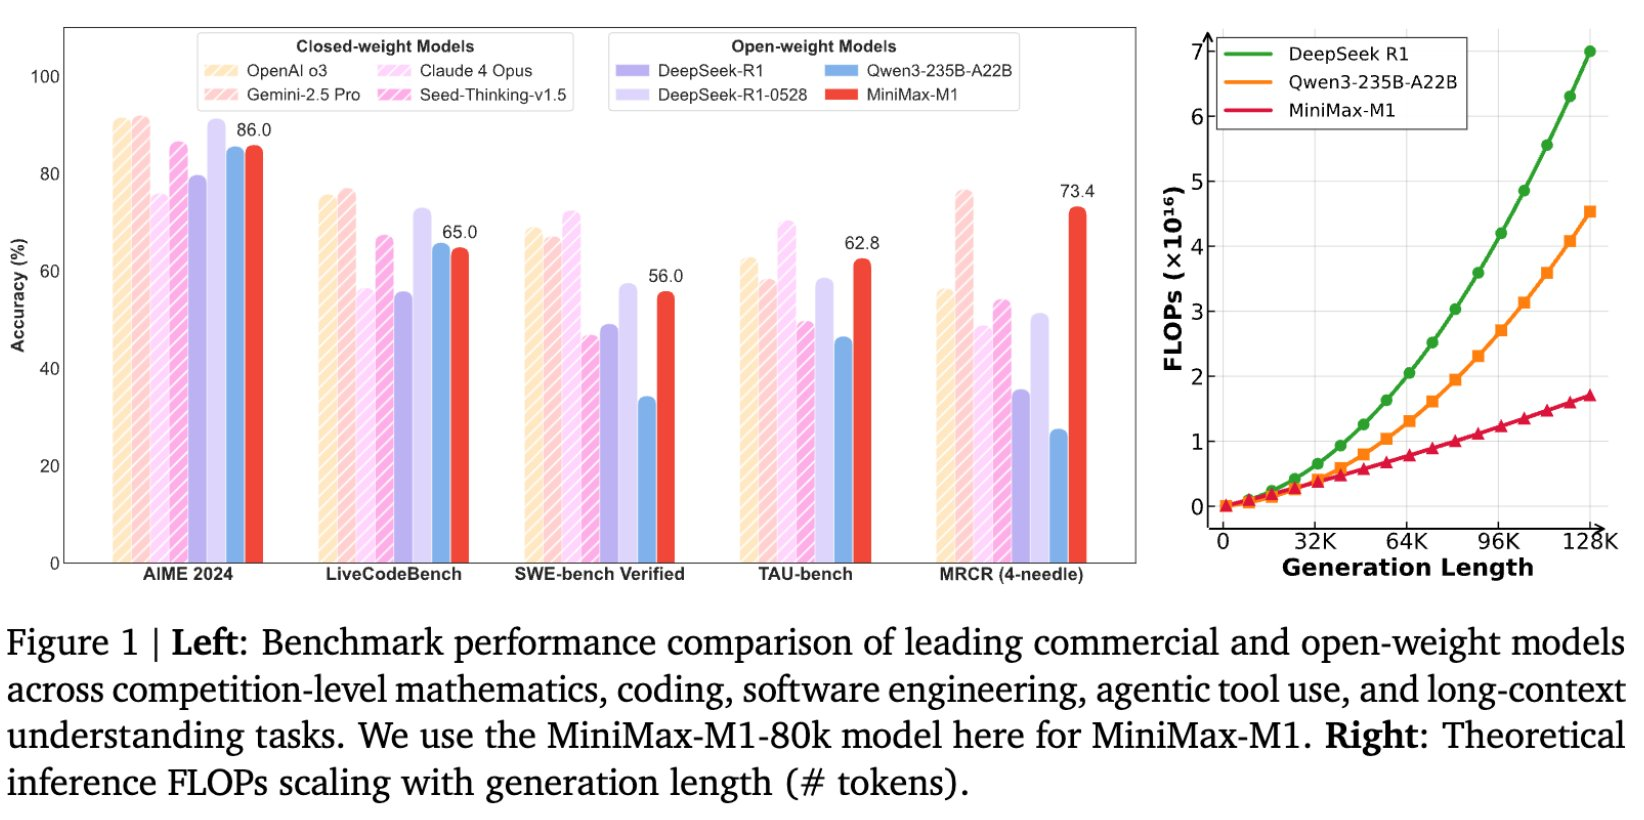 Closed-weight Models
OpenAI o3
Claude 4 Opus
Gemini-2.5 Pro
Seed-Thinking-v1.5
Open-weight Models
DeepSeek-R1
Qwen3-235B-A22B
DeepSeek-R1-0528
MiniMax-M1
Accuracy (%)
100
80
60
40
20
0
86.0
65.0
56.0
62.8
73.4
AIME 2024
LiveCodeBench
SWE-bench Verified
TAU-bench
MRCR (4-needle)
DeepSeek R1
Qwen3-235B-A22B
MiniMax-M1
FLOPs (×10¹⁶)
7
6
5
4
3
2
1
0
0
32K
64K
96K
128K
Generation Length
Figure 1 | Left: Benchmark performance comparison of leading commercial and open-weight models
across competition-level mathematics, coding, software engineering, agentic tool use, and long-context
understanding tasks. We use the MiniMax-M1-80k model here for MiniMax-M1. Right: Theoretical
inference FLOPs scaling with generation length (# tokens).